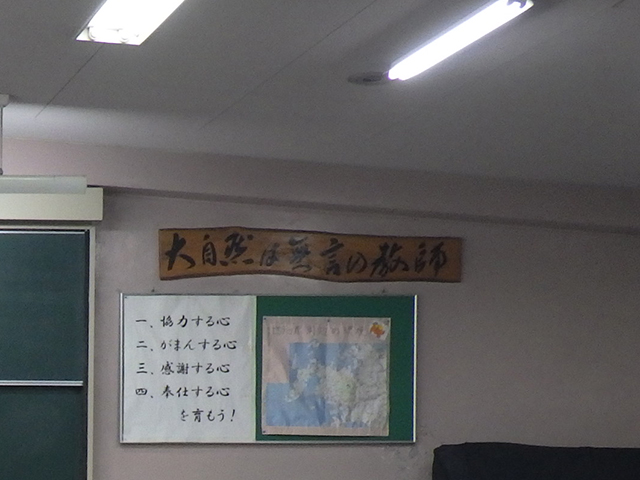 大自然は無言の教師
一、協力する心
二、がまんする心
三、感謝する心
四、奉仕する心
を育もう!